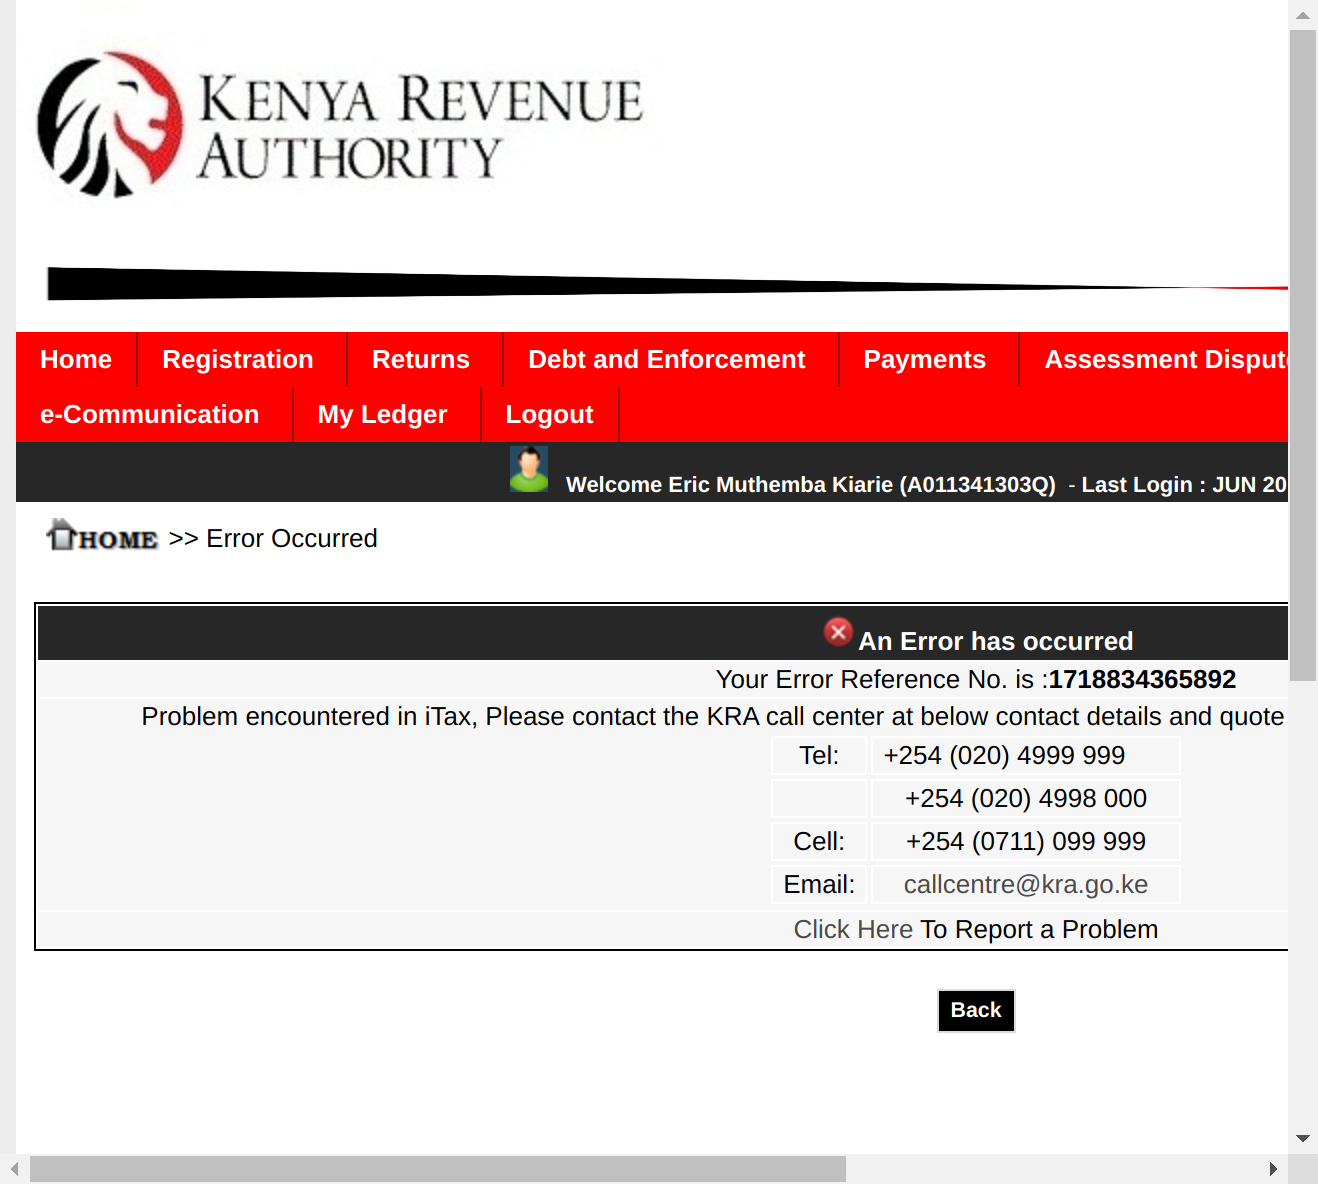 KENYA REVENUE
AUTHORITY
Home Registration Returns Debt and Enforcement Payments Assessment Dispute
e-Communication My Ledger Logout
Welcome Eric Muthemba Kiarie (A011341303Q) - Last Login : JUN 20
HOME >> Error Occurred
An Error has occurred
Your Error Reference No. is :1718834365892
Problem encountered in iTax, Please contact the KRA call center at below contact details and quote
Tel: +254 (020) 4999 999
+254 (020) 4998 000
Cell: +254 (0711) 099 999
Email: callcentre@kra.go.ke
Click Here To Report a Problem
Back